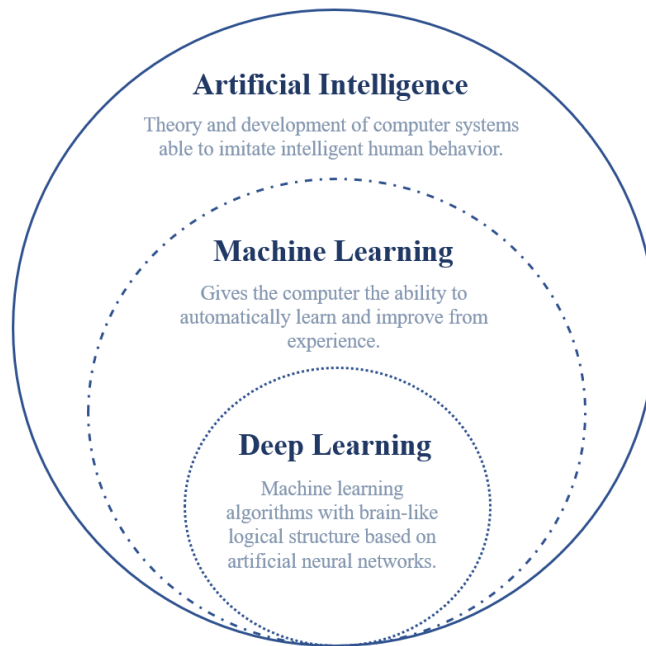 Artificial Intelligence
Theory and development of computer systems
able to imitate intelligent human behavior.
Machine Learning
Gives the computer the ability to
automatically learn and improve from
experience.
Deep Learning
Machine learning
algorithms with brain-like
logical structure based on
artificial neural networks.